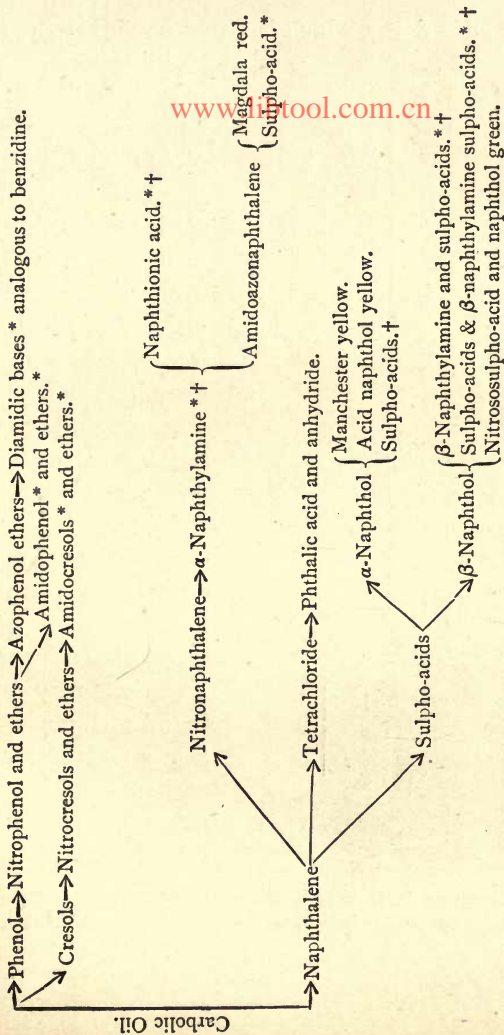 Carbolic Oil.
Phenol→Nitrophenol and ethers→Azophenol ethers→Diamidic bases * analogous to benzidine.
Amidophenol * and ethers.*
Cresols→Nitrocresols and ethers→Amidocresols * and ethers.*
Naphthalene
Nitronaphthalene→α-Naphthylamine * †
Naphthionic acid. * †
Amidoazonaphthalene
Magdala red.
Sulpho-acid.*
Tetrachloride→Phthalic acid and anhydride.
Sulpho-acids
α-Naphthol
Manchester yellow.
Acid naphthol yellow.
Sulpho-acids.†
β-Naphthol
β-Naphthylamine and sulpho-acids. * †
Sulpho-acids & β-naphthylamine sulpho-acids. * †
Nitrososulpho-acid and naphthol green.
www.libtool.com.cn